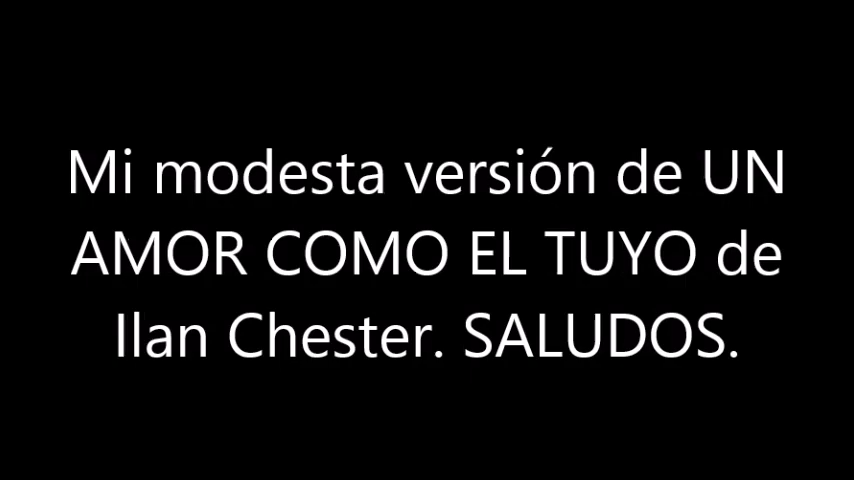 Mi modesta versión de UN
AMOR COMO EL TUYO de
Ilan Chester. SALUDOS.